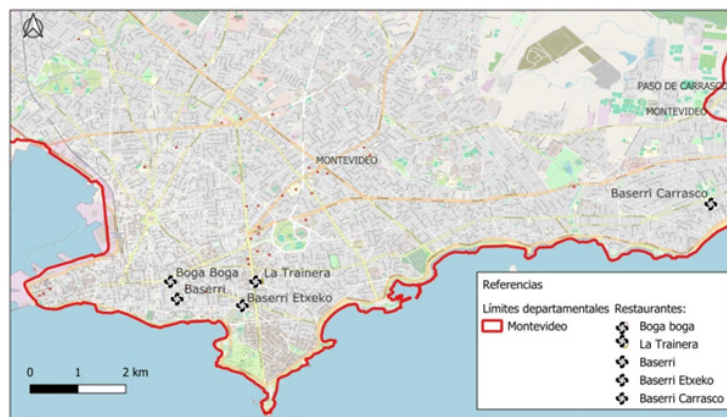 PASO DE CARRASCO
MONTEVIDEO
MONTEVIDEO
Baserri Carrasco
Boga Boga
La Trainera
Baserri
Baserri Etxeko
Referencias
Límites departamentales
Montevideo
Restaurantes:
Boga boga
La Trainera
Baserri
Baserri Etxeko
Baserri Carrasco
0 1 2 km